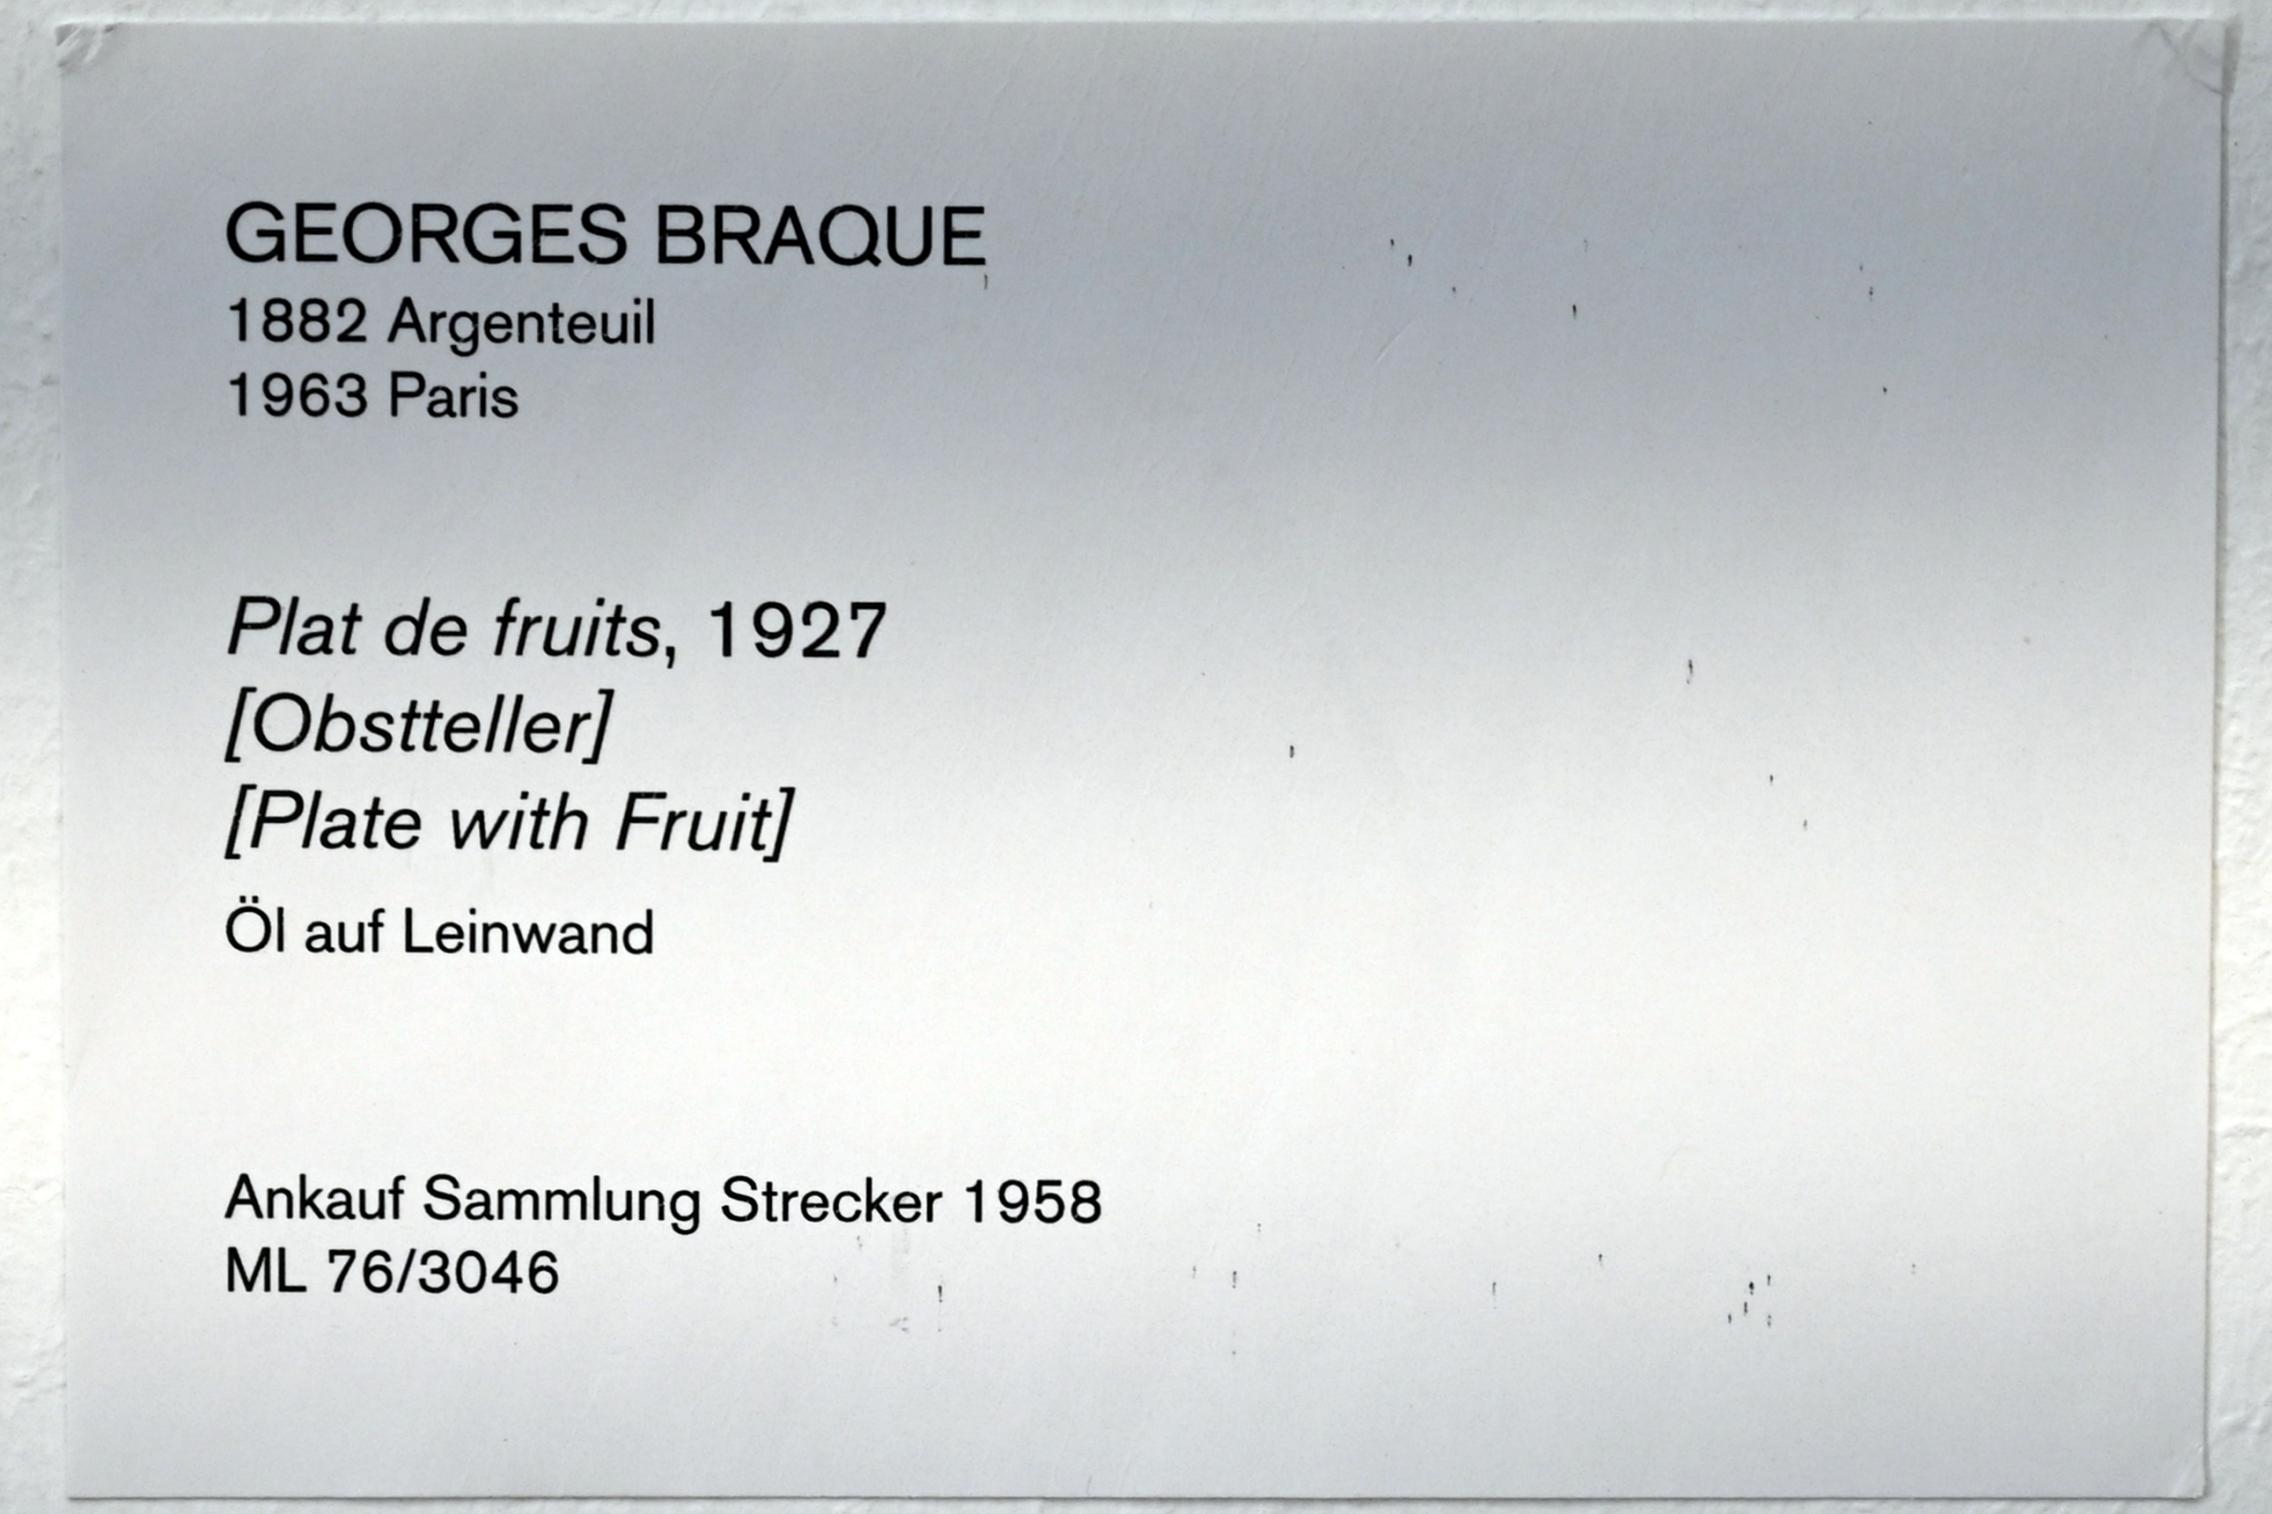 GEORGES BRAQUE
1882 Argenteuil
1963 Paris
Plat de fruits, 1927
[Obstteller]
[Plate with Fruit]
Öl auf Leinwand
Ankauf Sammlung Strecker 1958
ML 76/3046